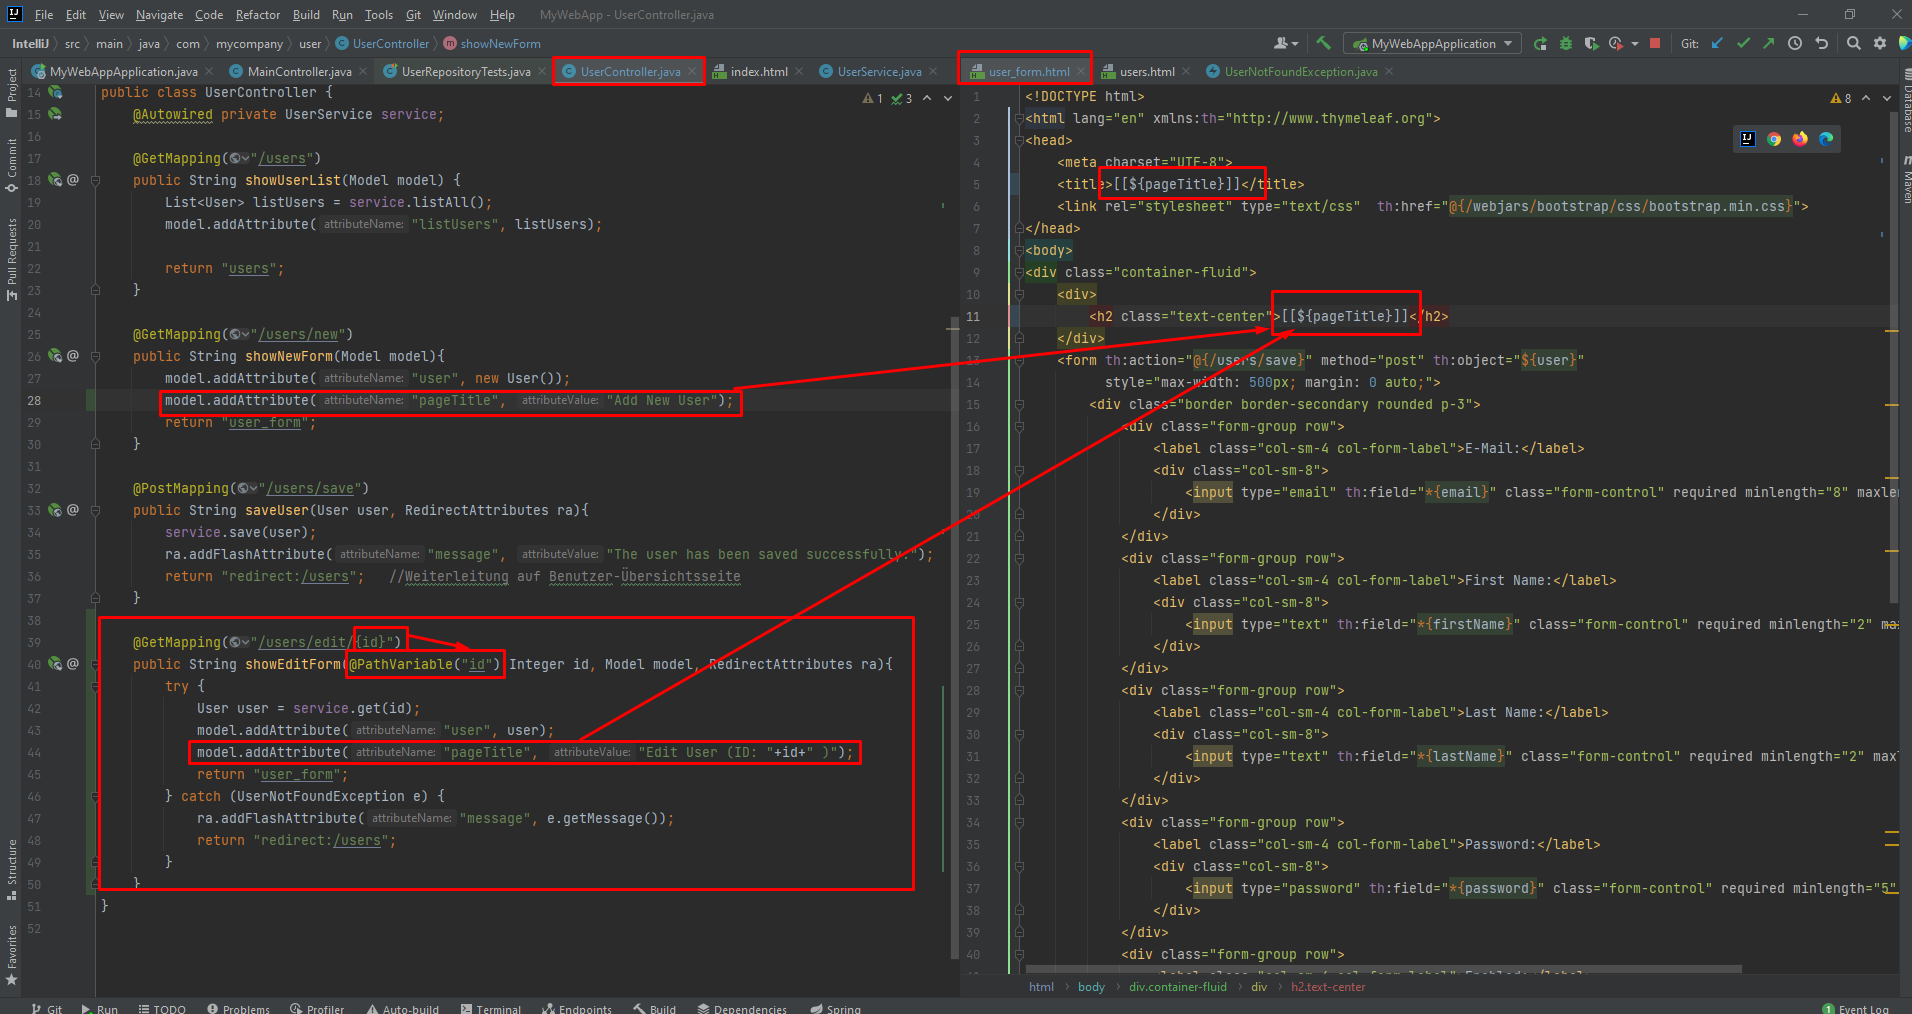 File Edit View Navigate Code Refactor Build Run Tools Git Window Help MyWebApp - UserController.java
IntelliJ src main java com mycompany user UserController showNewForm MyWebAppApplication Git:
MyWebAppApplication.java MainController.java UserRepositoryTests.java UserController.java index.html UserService.java user_form.html users.html UserNotFoundException.java
Project
Commit
Pull Requests
Structure
Favorites
1 3
14 public class UserController {
15 @Autowired private UserService service;
16
17 @GetMapping("/users")
18 public String showUserList(Model model) {
19 List<User> listUsers = service.listAll();
20 model.addAttribute( attributeName: "listUsers", listUsers);
21
22 return "users";
23 }
24
25 @GetMapping("/users/new")
26 public String showNewForm(Model model){
27 model.addAttribute( attributeName: "user", new User());
28 model.addAttribute( attributeName: "pageTitle", attributeValue: "Add New User");
29 return "user_form";
30 }
31
32 @PostMapping("/users/save")
33 public String saveUser(User user, RedirectAttributes ra){
34 service.save(user);
35 ra.addFlashAttribute( attributeName: "message", attributeValue: "The user has been saved successfully.");
36 return "redirect:/users"; //Weiterleitung auf Benutzer-Übersichtsseite
37 }
38
39 @GetMapping("/users/edit/{id}")
40 public String showEditForm(@PathVariable("id") Integer id, Model model, RedirectAttributes ra){
41 try {
42 User user = service.get(id);
43 model.addAttribute( attributeName: "user", user);
44 model.addAttribute( attributeName: "pageTitle", attributeValue: "Edit User (ID: "+id+" )");
45 return "user_form";
46 } catch (UserNotFoundException e) {
47 ra.addFlashAttribute( attributeName: "message", e.getMessage());
48 return "redirect:/users";
49 }
50 }
51 }
52
8
1 <!DOCTYPE html>
2 <html lang="en" xmlns:th="http://www.thymeleaf.org">
3 <head>
4 <meta charset="UTF-8">
5 <title>[[${pageTitle}]]</title>
6 <link rel="stylesheet" type="text/css" th:href="@{/webjars/bootstrap/css/bootstrap.min.css}">
7 </head>
8 <body>
9 <div class="container-fluid">
10 <div>
11 <h2 class="text-center">[[${pageTitle}]]</h2>
12 </div>
13 <form th:action="@{/users/save}" method="post" th:object="${user}"
14 style="max-width: 500px; margin: 0 auto;">
15 <div class="border border-secondary rounded p-3">
16 <div class="form-group row">
17 <label class="col-sm-4 col-form-label">E-Mail:</label>
18 <div class="col-sm-8">
19 <input type="email" th:field="*{email}" class="form-control" required minlength="8" maxlen
20 </div>
21 </div>
22 <div class="form-group row">
23 <label class="col-sm-4 col-form-label">First Name:</label>
24 <div class="col-sm-8">
25 <input type="text" th:field="*{firstName}" class="form-control" required minlength="2" ma
26 </div>
27 </div>
28 <div class="form-group row">
29 <label class="col-sm-4 col-form-label">Last Name:</label>
30 <div class="col-sm-8">
31 <input type="text" th:field="*{lastName}" class="form-control" required minlength="2" max
32 </div>
33 </div>
34 <div class="form-group row">
35 <label class="col-sm-4 col-form-label">Password:</label>
36 <div class="col-sm-8">
37 <input type="password" th:field="*{password}" class="form-control" required minlength="5"
38 </div>
39 </div>
40 <div class="form-group row">
<label class="col-sm-4 col-form-label">Enabled:</label>
Database
Maven
html body div.container-fluid div h2.text-center
Git Run TODO Problems Profiler Auto-build Terminal Endpoints Build Dependencies Spring 1 Event Log